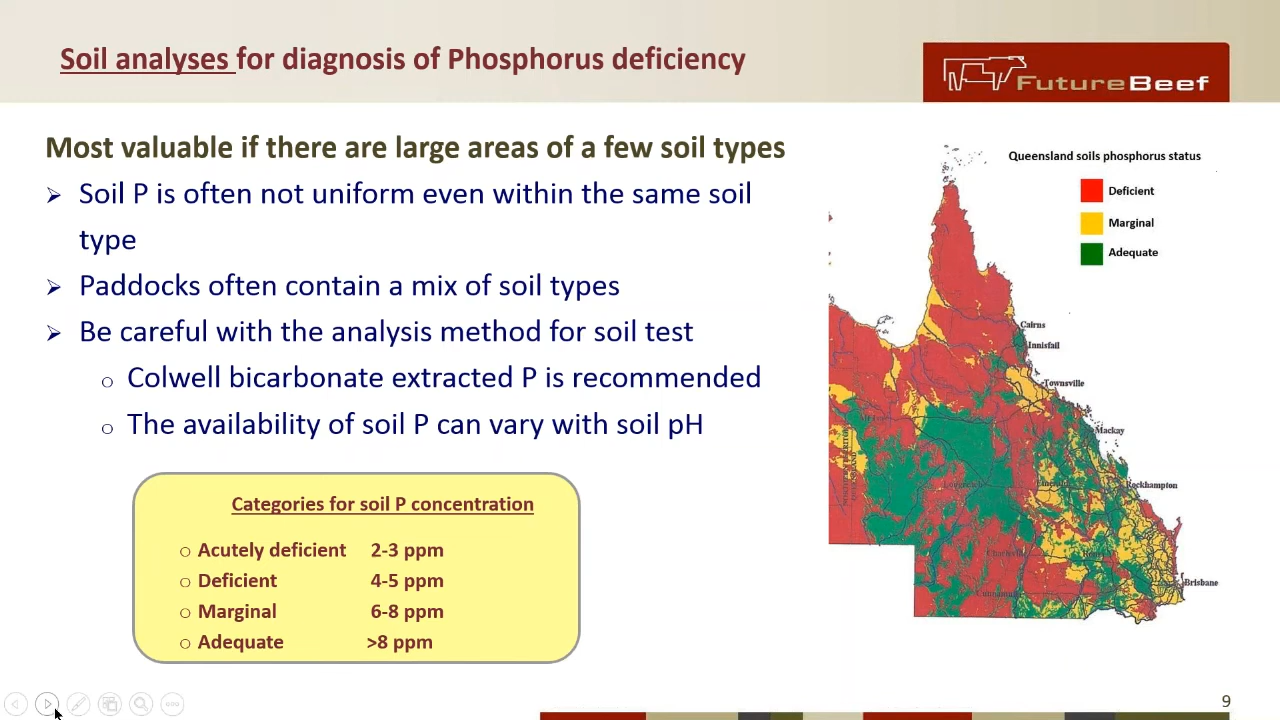 Soil analyses for diagnosis of Phosphorus deficiency
FutureBeef
Most valuable if there are large areas of a few soil types
Soil P is often not uniform even within the same soil
type
Paddocks often contain a mix of soil types
Be careful with the analysis method for soil test
Colwell bicarbonate extracted P is recommended
The availability of soil P can vary with soil pH
Categories for soil P concentration
Acutely deficient 2-3 ppm
Deficient 4-5 ppm
Marginal 6-8 ppm
Adequate >8 ppm
Queensland soils phosphorus status
Deficient
Marginal
Adequate
Cairns
Innisfail
Townsville
Mackay
Rockhampton
Brisbane
9